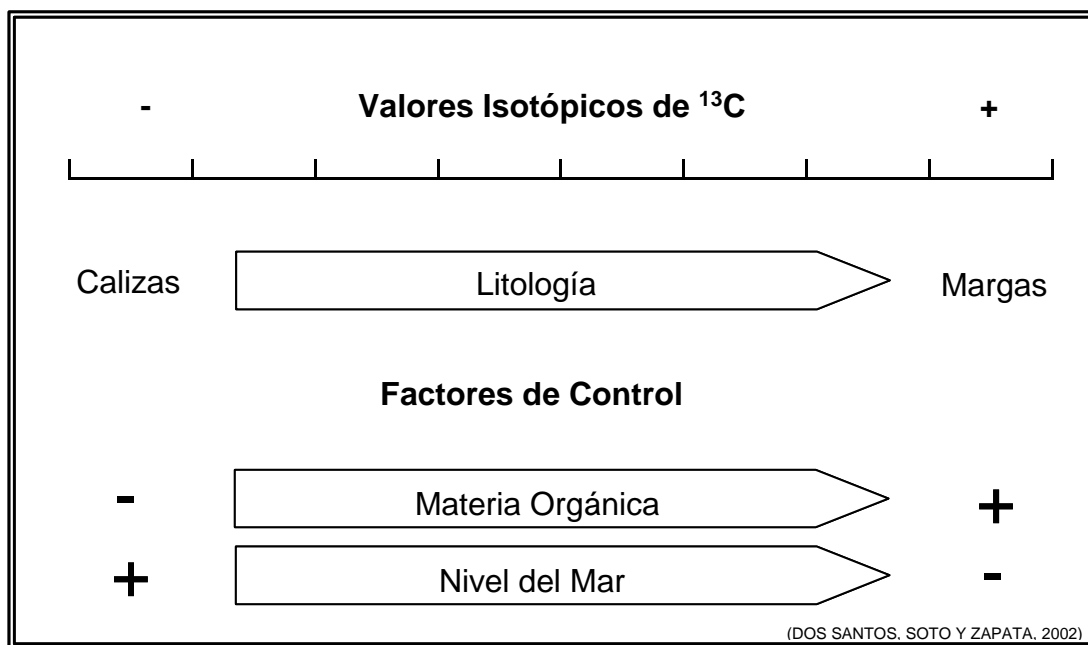 - Valores Isotópicos de ¹³C +
Calizas Litología Margas
Factores de Control
- Materia Orgánica +
+ Nivel del Mar -
(DOS SANTOS, SOTO Y ZAPATA, 2002)